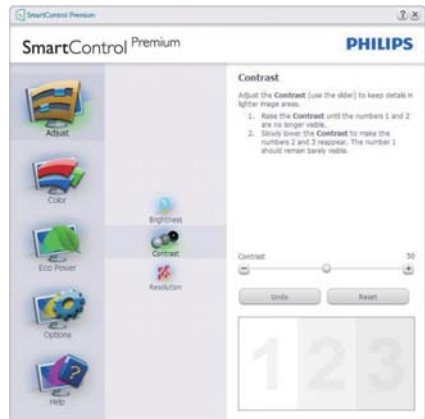 SmartControl Premium
SmartControl Premium
PHILIPS
Adjust
Color
Eco Power
Options
Help
Brightness
Contrast
Resolution
Contrast
Adjust the Contrast (use the slider) to keep details in
lighter image areas.
1. Raise the Contrast until the numbers 1 and 2
are no longer visible.
2. Slowly lower the Contrast to make the
numbers 2 and 3 reappear. The number 1
should remain barely visible.
Contrast 50
Undo Reset
1 2 3